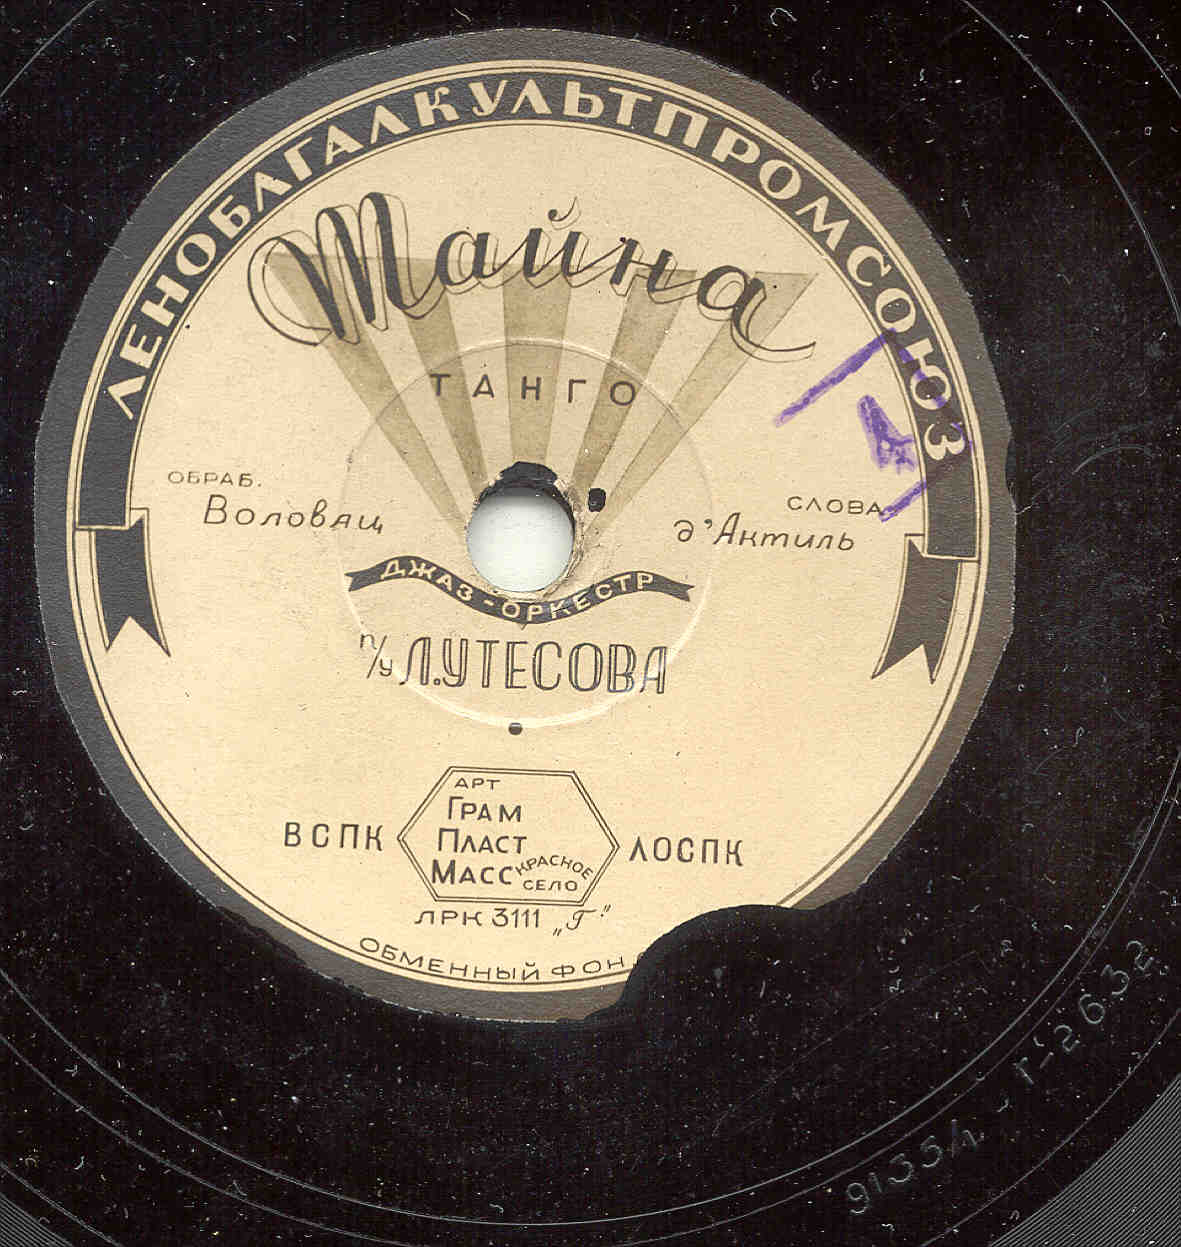 ЛЕНОБЛГАЛКУЛЬТПРОМСОЮЗ
Тайна
ТАНГО
ОБРАБ.
Воловац
СЛОВА
д'Актиль
ДЖАЗ-ОРКЕСТР
п/у Л.УТЕСОВА
АРТ
ГРАМ
ПЛАСТ
МАСС
КРАСНОЕ
СЕЛО
ВСПК
ЛОСПК
ЛРК 3111 „Г"
ОБМЕННЫЙ ФОН
Г-2632